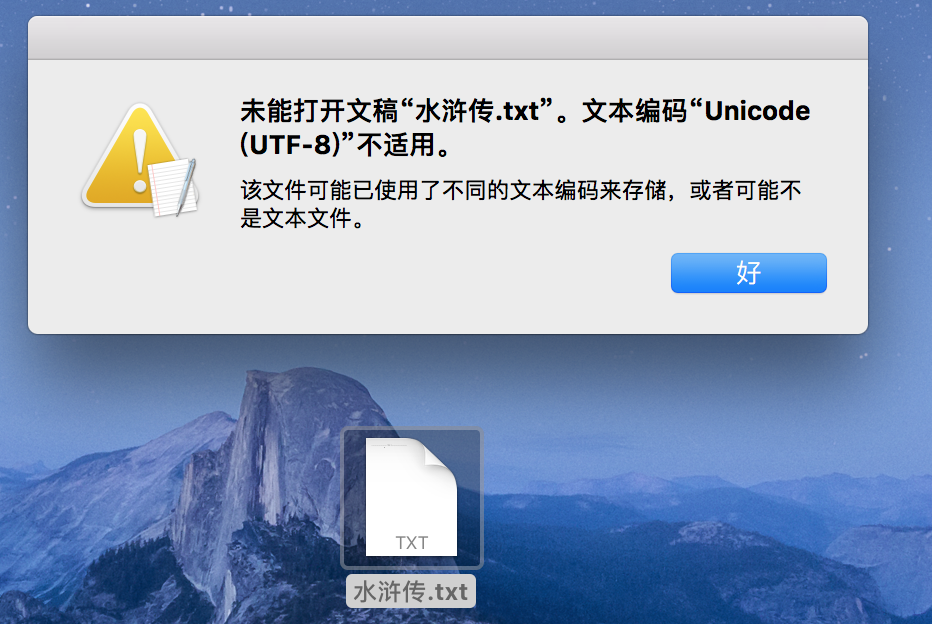 未能打开文稿“水浒传.txt”。文本编码“Unicode
(UTF-8)”不适用。
该文件可能已使用了不同的文本编码来存储，或者可能不
是文本文件。
好
TXT
水浒传.txt